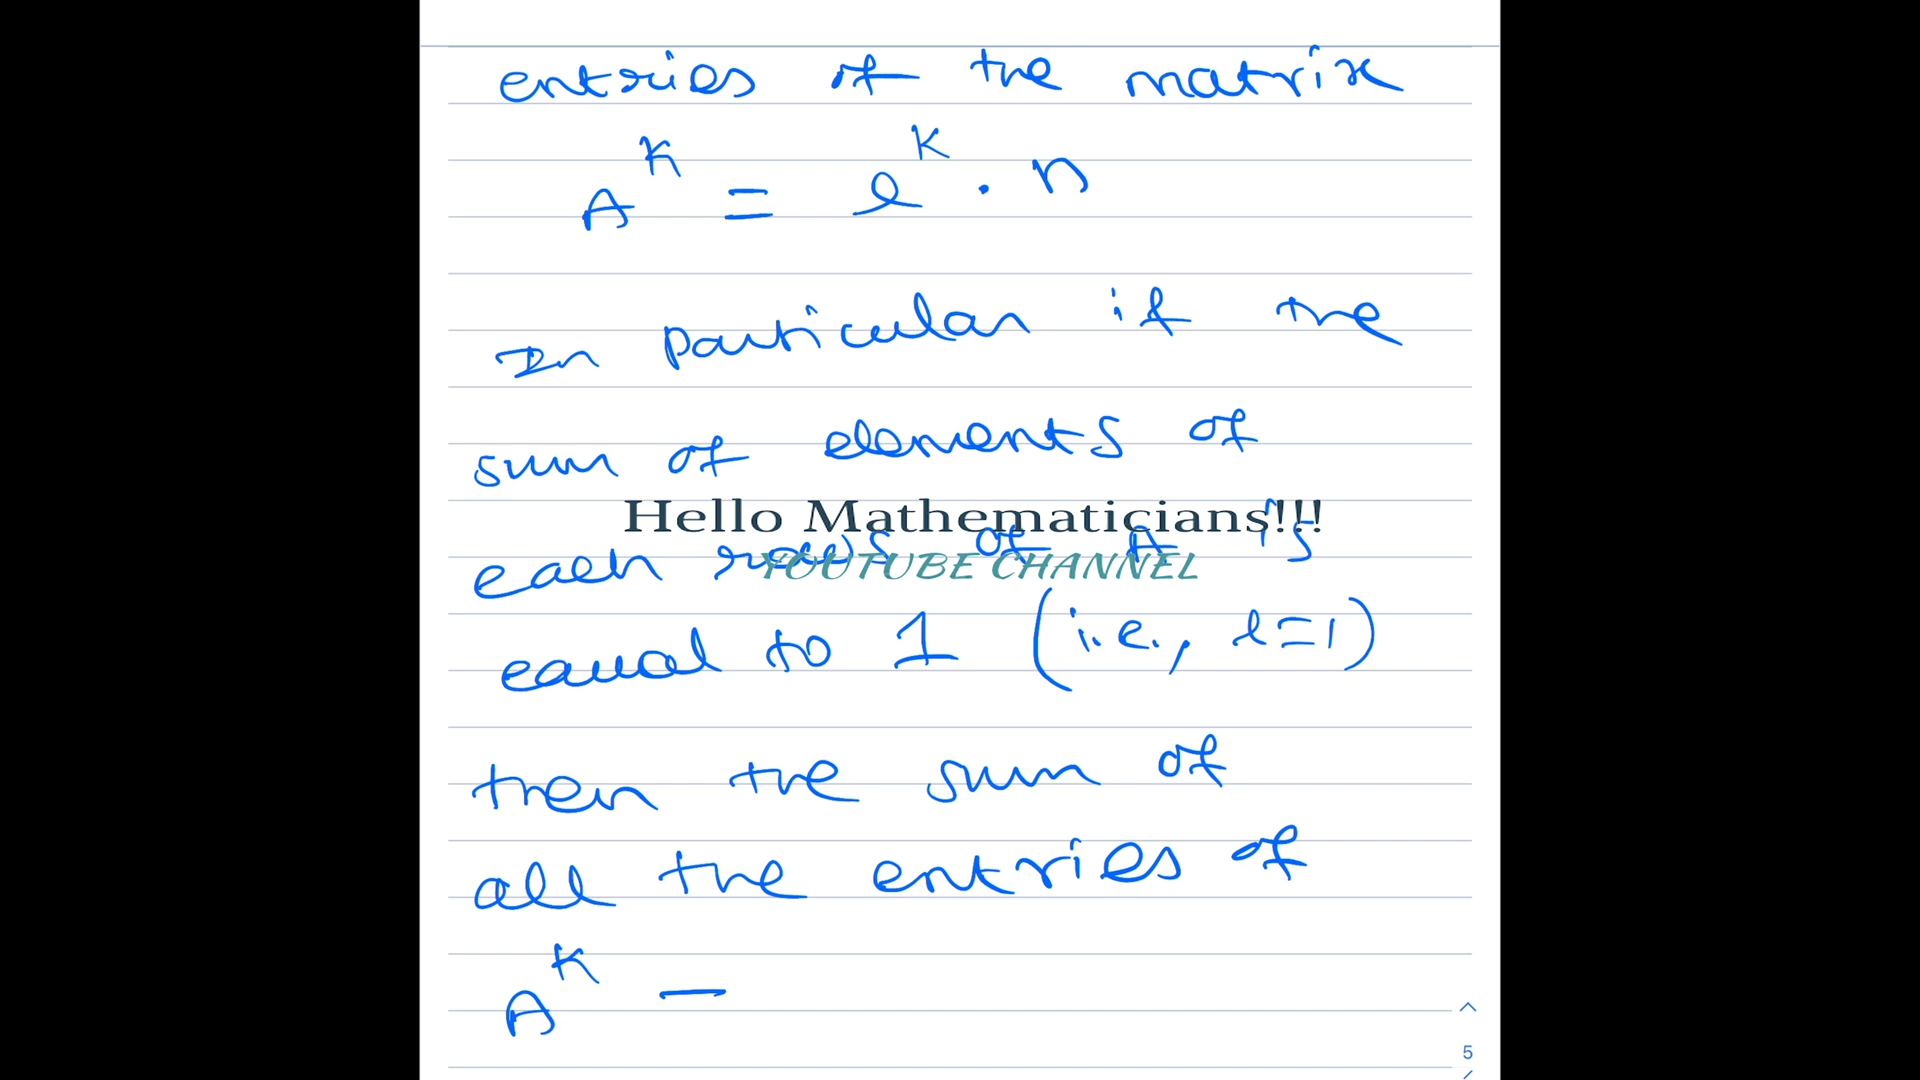 entries of the matrix
A^K = l^K . n
In particular if the
sum of elements of
Hello Mathematicians!!!
each rows of A is
YOUTUBE CHANNEL
equal to 1 (i.e., l=1)
then the sum of
all the entries of
A^K −
5